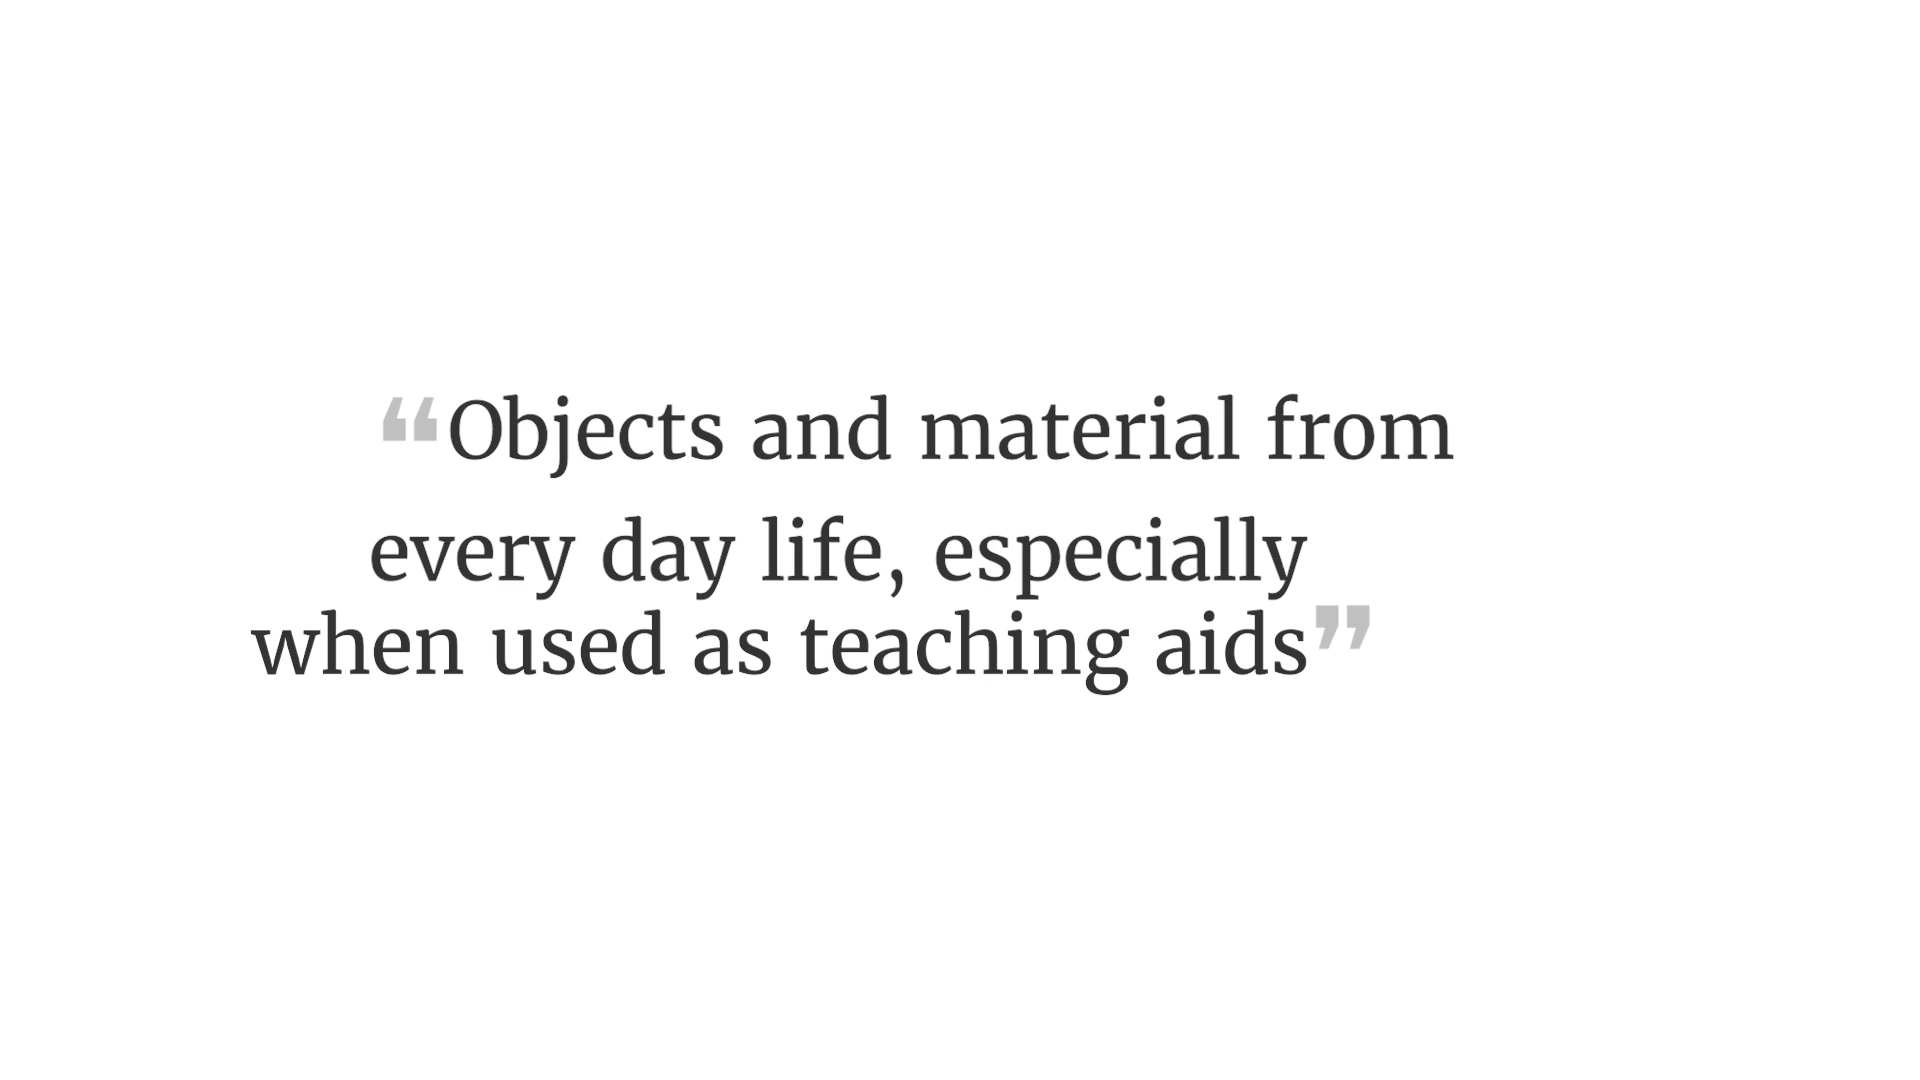 ❝Objects and material from
every day life, especially
when used as teaching aids❞